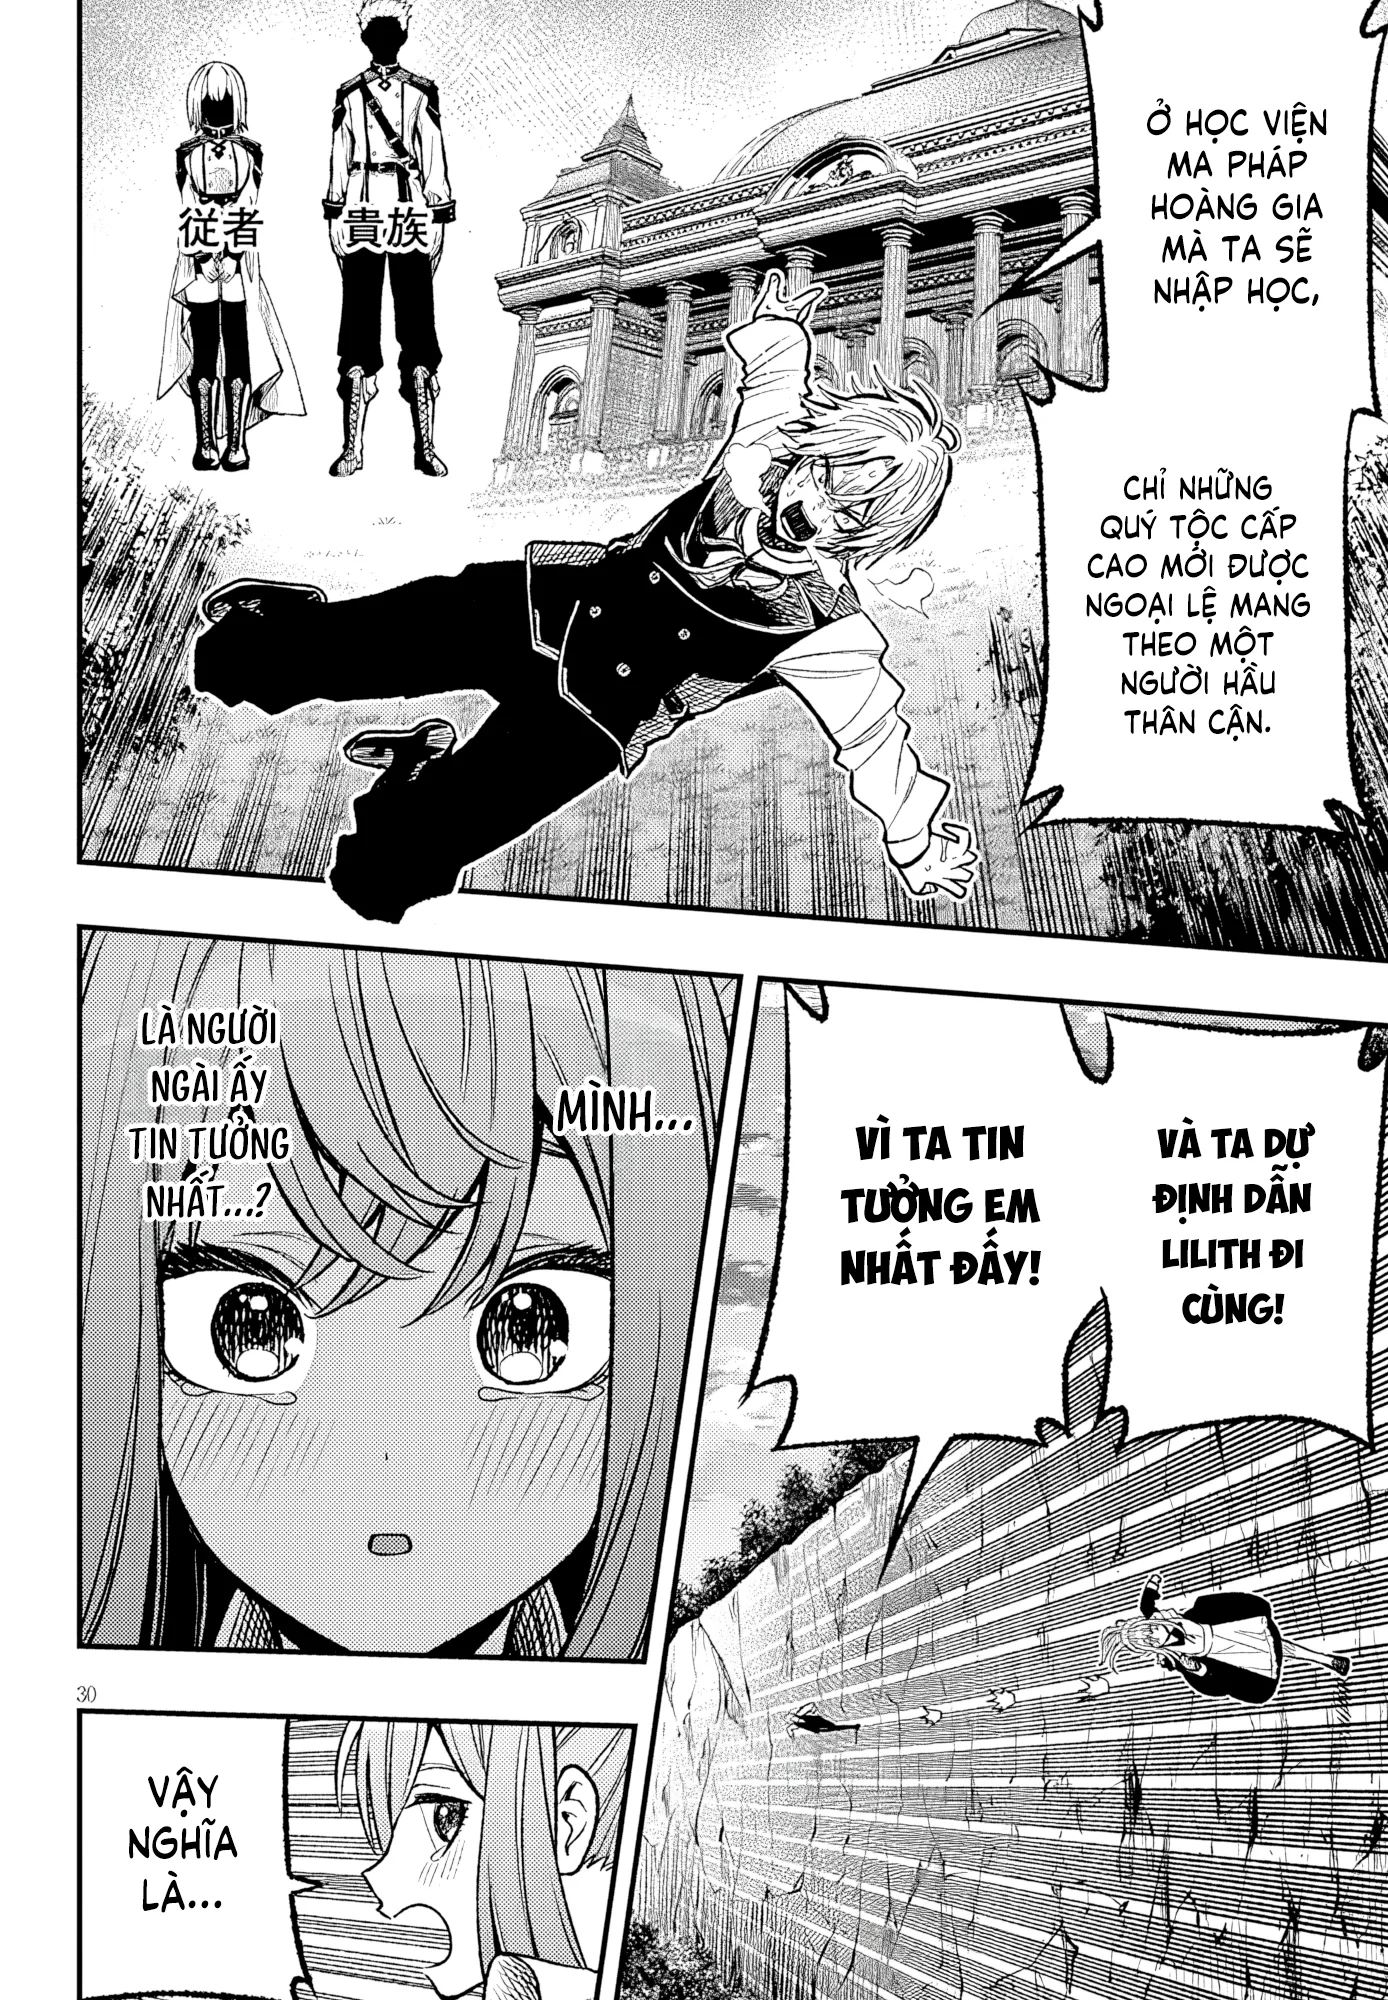 Ở HỌC VIỆN
MA PHÁP
HOÀNG GIA
MÀ TA SẼ
NHẬP HỌC,
貴族
従者
CHỈ NHỮNG
QUÝ TỘC CẤP
CAO MỚI ĐƯỢC
NGOẠI LỆ MANG
THEO MỘT
NGƯỜI HẦU
THÂN CẬN.
VÀ TA DỰ
ĐỊNH DẪN
LILITH ĐI
CÙNG!
VÌ TA TIN
TƯỞNG EM
NHẤT ĐẤY!
MÌNH...
LÀ NGƯỜI
NGÀI ẤY
TIN TƯỞNG
NHẤT...?
30
VẬY
NGHĨA
LÀ...